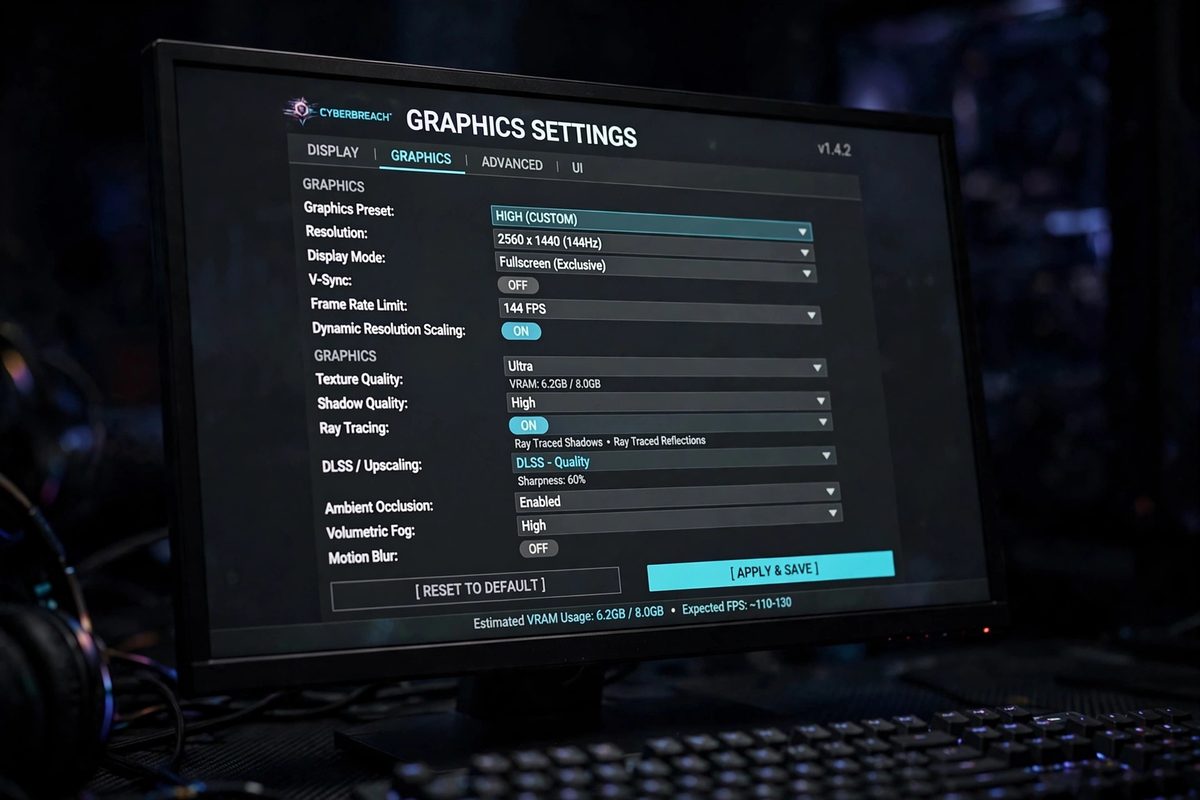 CYBERBREACH GRAPHICS SETTINGS
v1.4.2
DISPLAY | GRAPHICS | ADVANCED | UI
GRAPHICS
Graphics Preset: HIGH (CUSTOM)
Resolution: 2560 x 1440 (144Hz)
Display Mode: Fullscreen (Exclusive)
V-Sync: OFF
Frame Rate Limit: 144 FPS
Dynamic Resolution Scaling: ON
GRAPHICS
Texture Quality: Ultra
VRAM: 6.2GB / 8.0GB
Shadow Quality: High
Ray Tracing: ON
Ray Traced Shadows • Ray Traced Reflections
DLSS / Upscaling: DLSS - Quality
Sharpness: 60%
Ambient Occlusion: Enabled
Volumetric Fog: High
Motion Blur: OFF
[ RESET TO DEFAULT ] [ APPLY & SAVE ]
Estimated VRAM Usage: 6.2GB / 8.0GB • Expected FPS: ~110-130